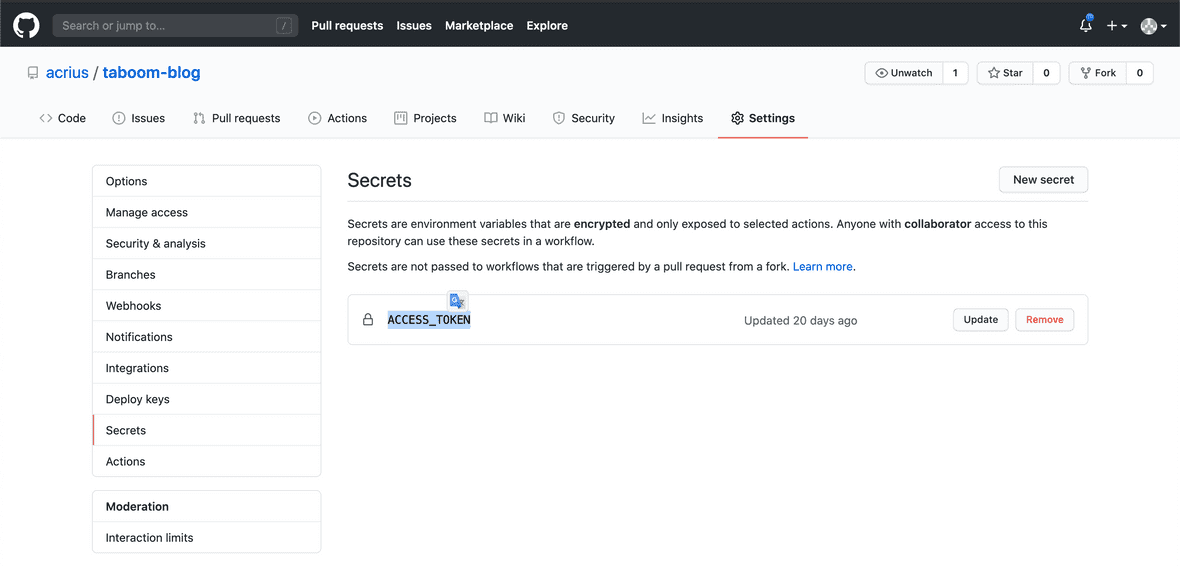 Search or jump to... /
Pull requests Issues Marketplace Explore
acrius / taboom-blog
Unwatch 1 Star 0 Fork 0
Code Issues Pull requests Actions Projects Wiki Security Insights Settings
Options
Manage access
Security & analysis
Branches
Webhooks
Notifications
Integrations
Deploy keys
Secrets
Actions
Moderation
Interaction limits
Secrets
New secret
Secrets are environment variables that are encrypted and only exposed to selected actions. Anyone with collaborator access to this
repository can use these secrets in a workflow.
Secrets are not passed to workflows that are triggered by a pull request from a fork. Learn more.
ACCESS_TOKEN Updated 20 days ago Update Remove